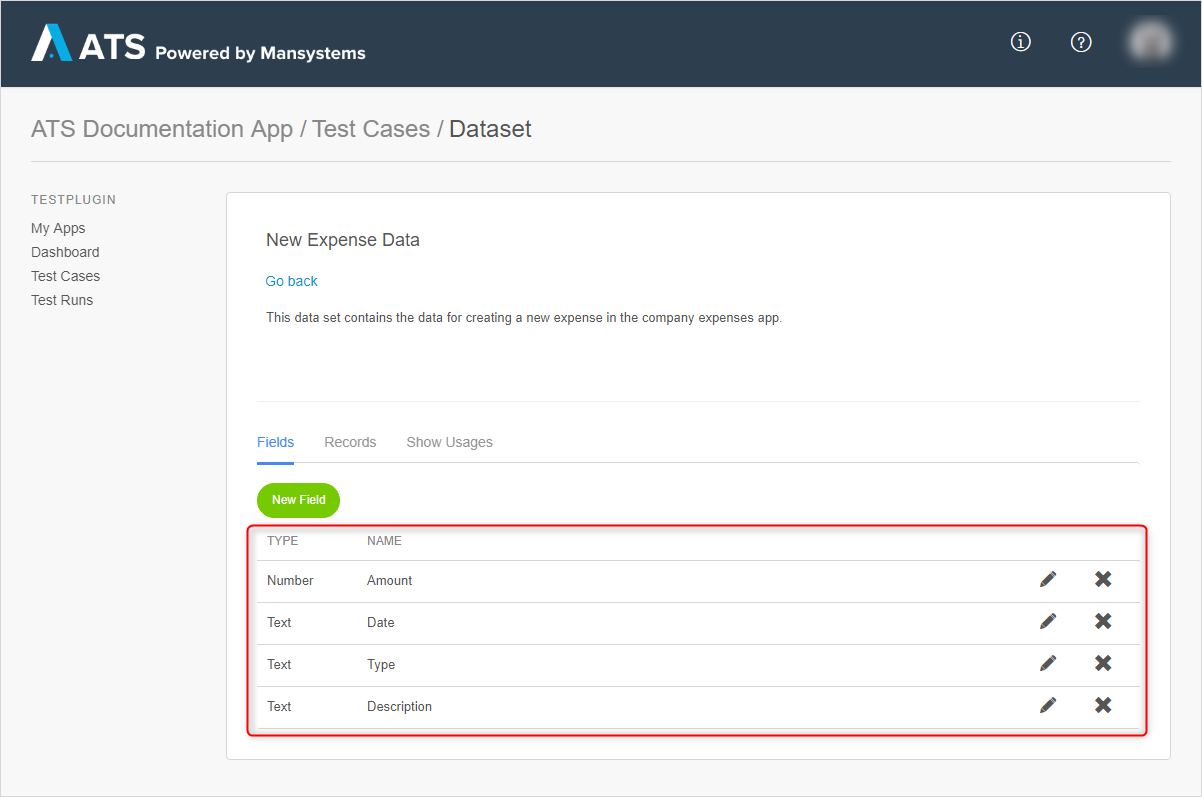 ATS Powered by Mansystems
ATS Documentation App / Test Cases / Dataset
TESTPLUGIN
My Apps
Dashboard
Test Cases
Test Runs
New Expense Data
Go back
This data set contains the data for creating a new expense in the company expenses app.
Fields Records Show Usages
New Field
TYPE NAME
Number Amount
Text Date
Text Type
Text Description